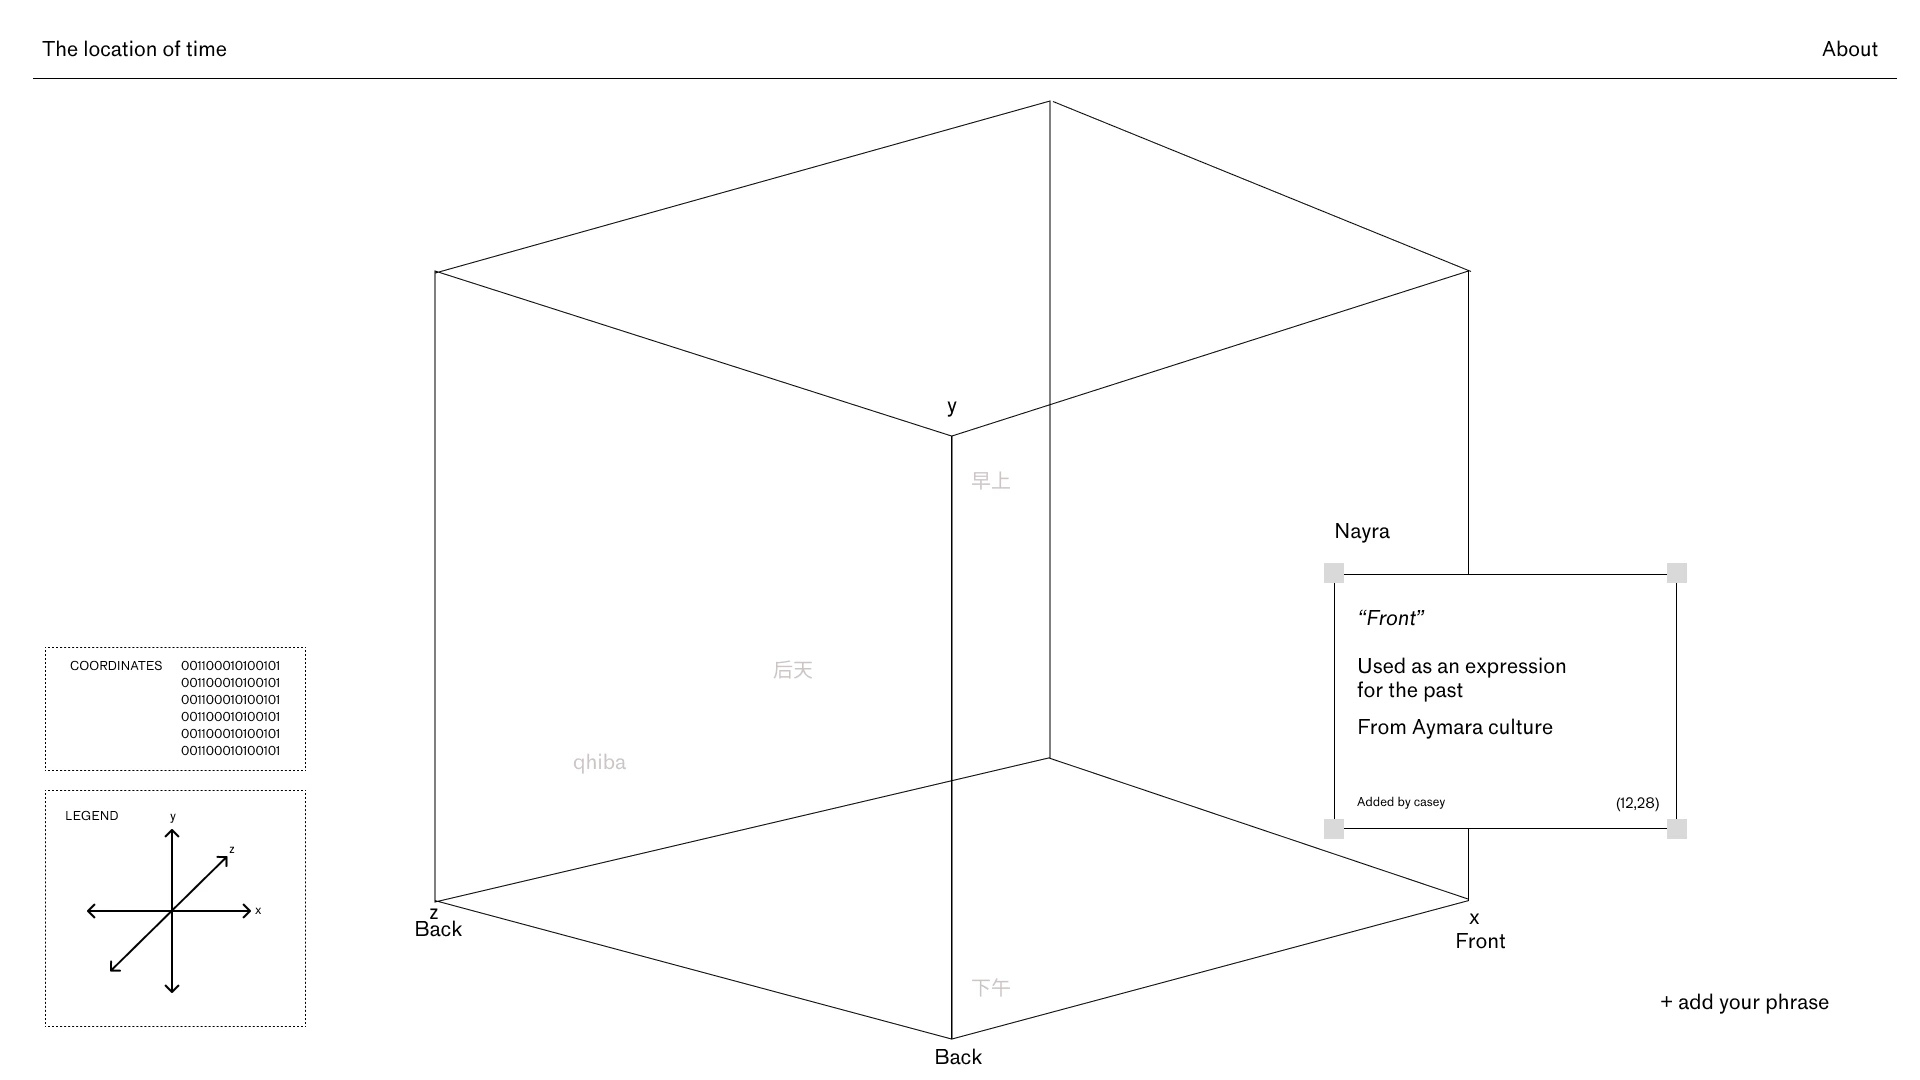 The location of time
About
y
早上
Nayra
“Front”
Used as an expression
for the past
From Aymara culture
Added by casey
(12,28)
后天
qhiba
COORDINATES
001100010100101
001100010100101
001100010100101
001100010100101
001100010100101
001100010100101
LEGEND
y
z
x
z
Back
x
Front
下午
Back
+ add your phrase